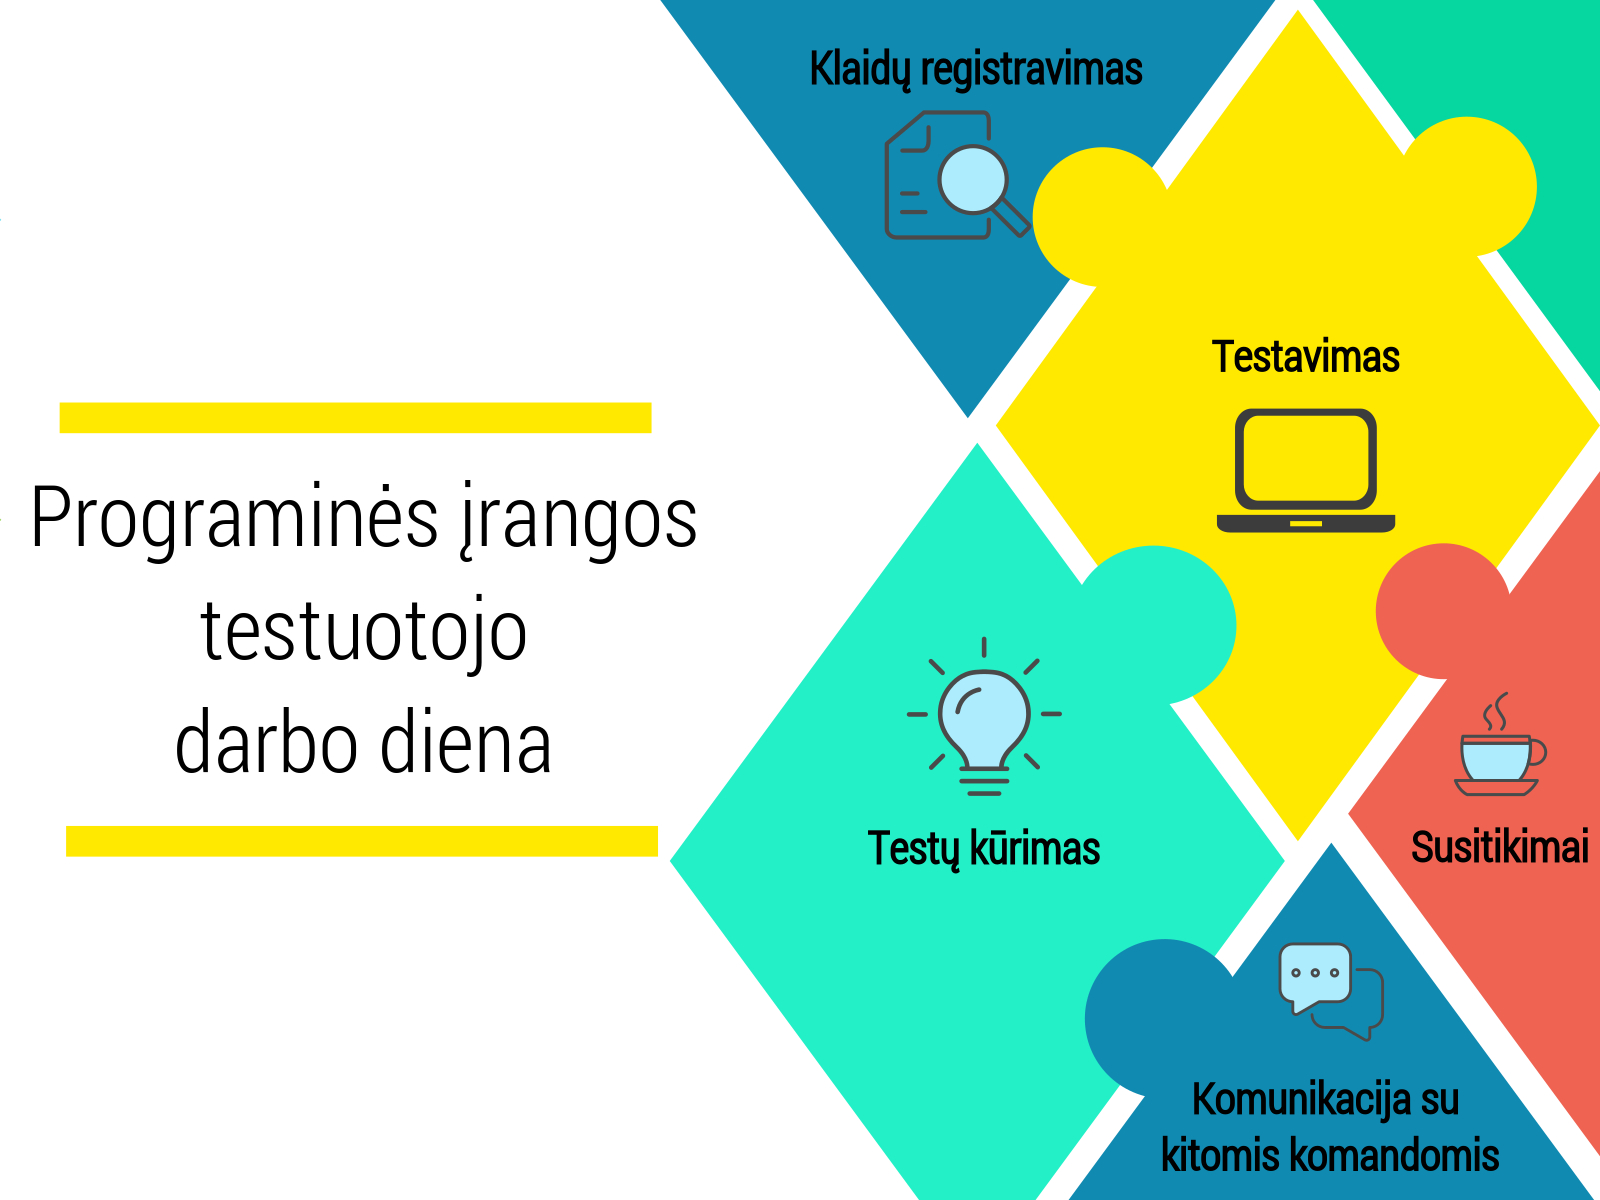 Klaidų registravimas
Testavimas
Programinės įrangos
testuotojo
darbo diena
Testų kūrimas
Susitikimai
Komunikacija su
kitomis komandomis